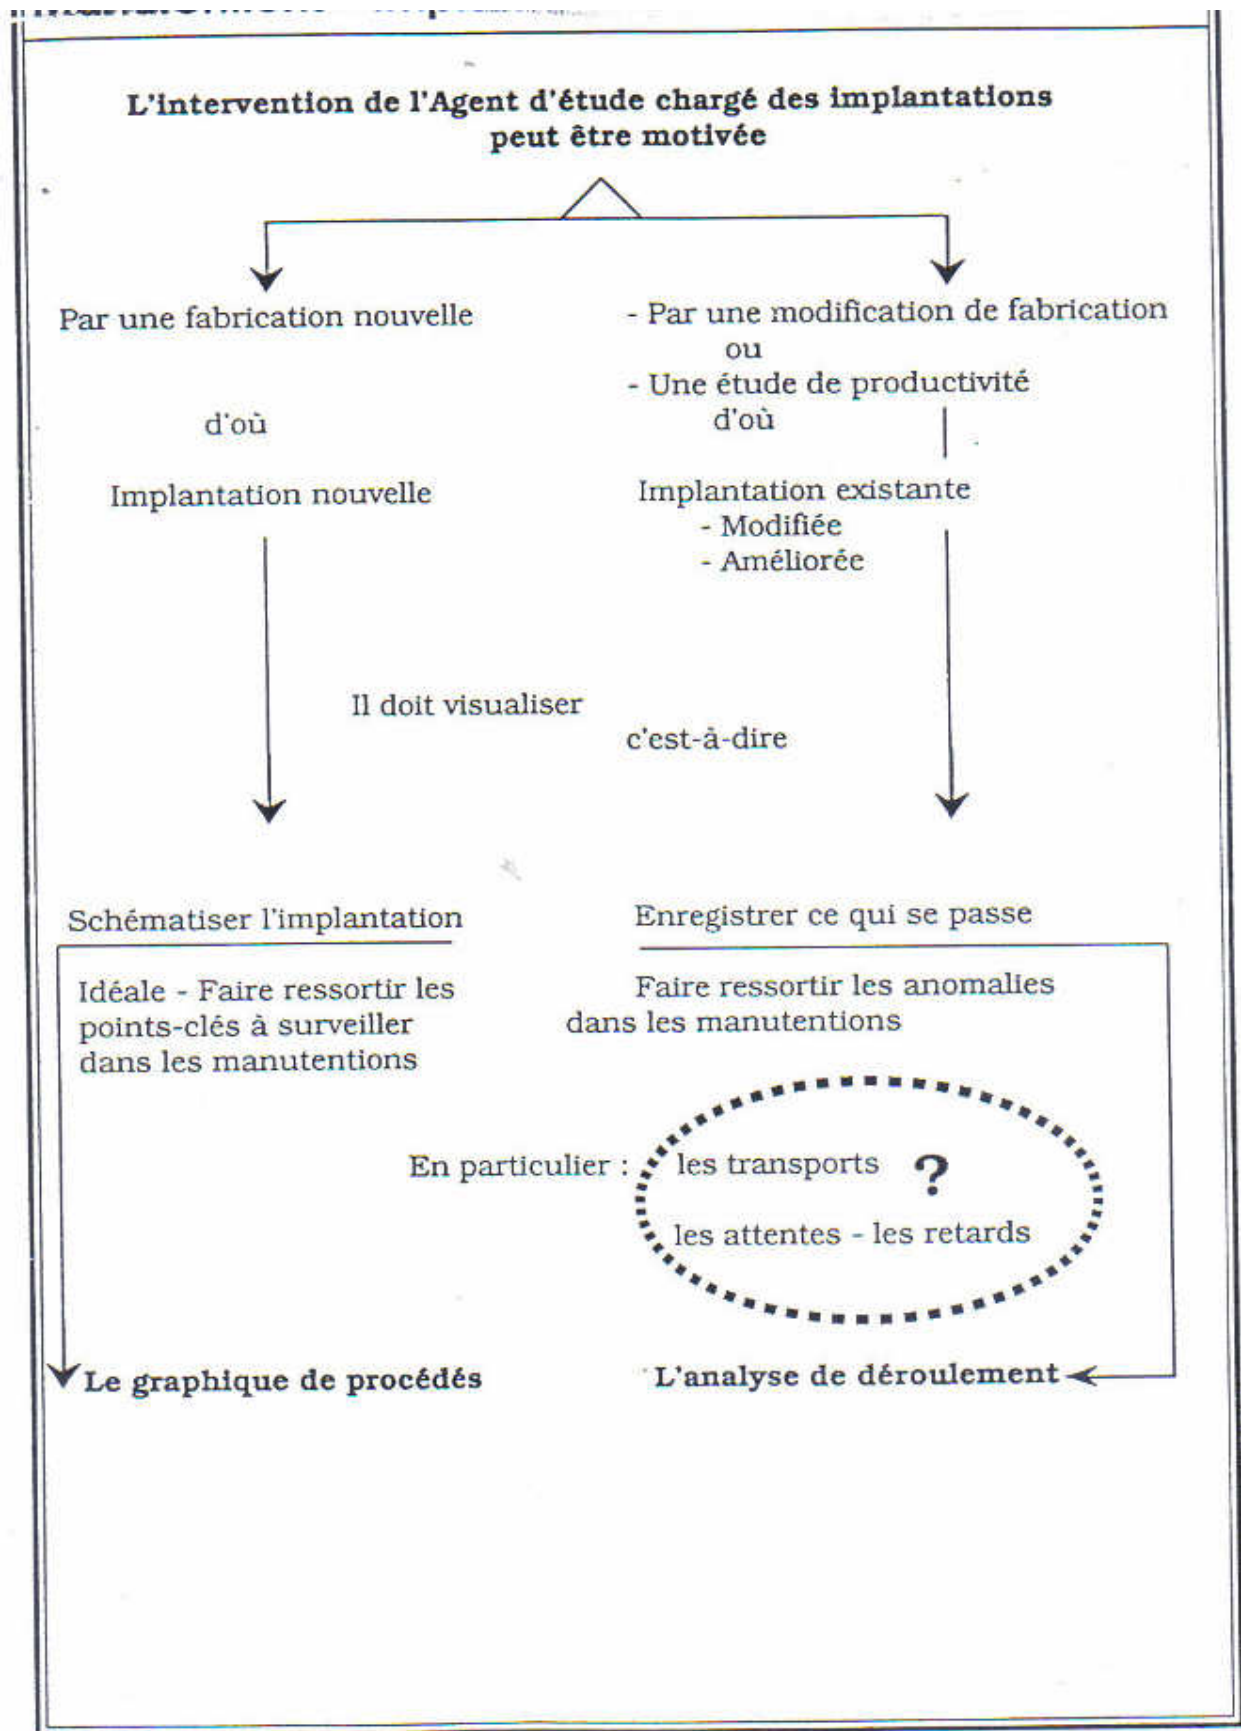 L'intervention de l'Agent d'étude chargé des implantations
peut être motivée
Par une fabrication nouvelle
d'où
Implantation nouvelle
- Par une modification de fabrication
ou
- Une étude de productivité
d'où
Implantation existante
- Modifiée
- Améliorée
Il doit visualiser
c'est-à-dire
Schématiser l'implantation
Idéale - Faire ressortir les
points-clés à surveiller
dans les manutentions
Enregistrer ce qui se passe
Faire ressortir les anomalies
dans les manutentions
En particulier : les transports ?
les attentes - les retards
Le graphique de procédés
L'analyse de déroulement